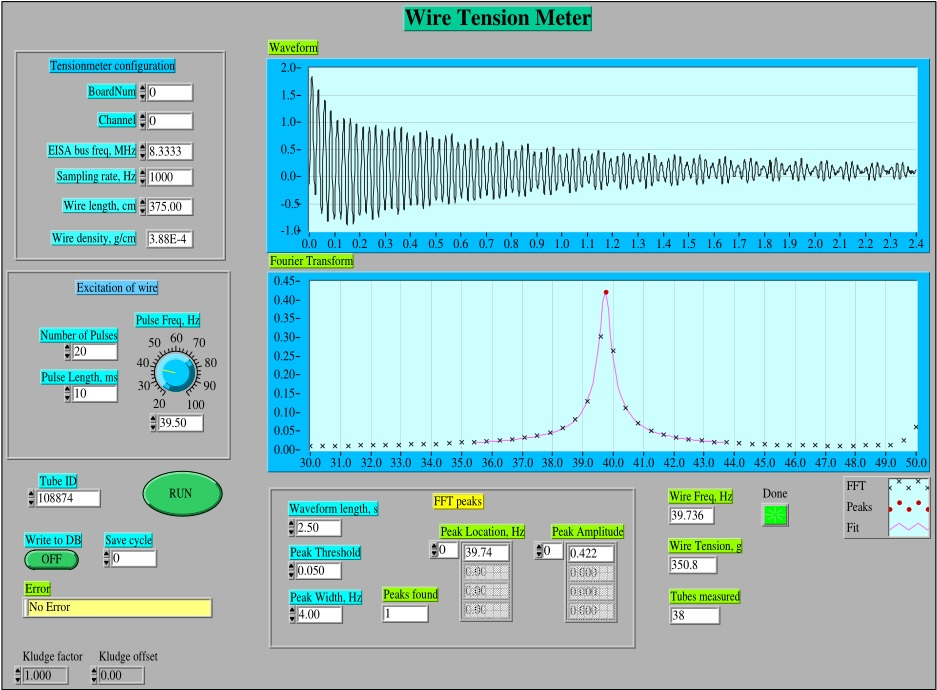 Wire Tension Meter
Tensionmeter configuration
BoardNum 0
Channel 0
EISA bus freq, MHz 8.3333
Sampling rate, Hz 1000
Wire length, cm 375.00
Wire density, g/cm 3.88E-4
Waveform
2.0
1.5
1.0
0.5
0.0
-0.5
-1.0
0.0 0.1 0.2 0.3 0.4 0.5 0.6 0.7 0.8 0.9 1.0 1.1 1.2 1.3 1.4 1.5 1.6 1.7 1.8 1.9 2.0 2.1 2.2 2.3 2.4
Excitation of wire
Number of Pulses
20
Pulse Length, ms
10
Pulse Freq, Hz
50 60 70
40 80
30 90
20 100
39.50
Fourier Transform
0.45
0.40
0.35
0.30
0.25
0.20
0.15
0.10
0.05
0.00
30.0 31.0 32.0 33.0 34.0 35.0 36.0 37.0 38.0 39.0 40.0 41.0 42.0 43.0 44.0 45.0 46.0 47.0 48.0 49.0 50.0
Tube ID
108874
RUN
Write to DB Save cycle
OFF 0
Error
No Error
Kludge factor Kludge offset
1.000 0.00
FFT peaks
Waveform length, s
2.50
Peak Threshold
0.050
Peak Width, Hz
4.00
Peaks found
1
Peak Location, Hz
0 39.74
0.00
0.00
0.00
Peak Amplitude
0 0.422
0.000
0.000
0.000
Wire Freq, Hz
39.736
Done
Wire Tension, g
350.8
Tubes measured
38
FFT
Peaks
Fit